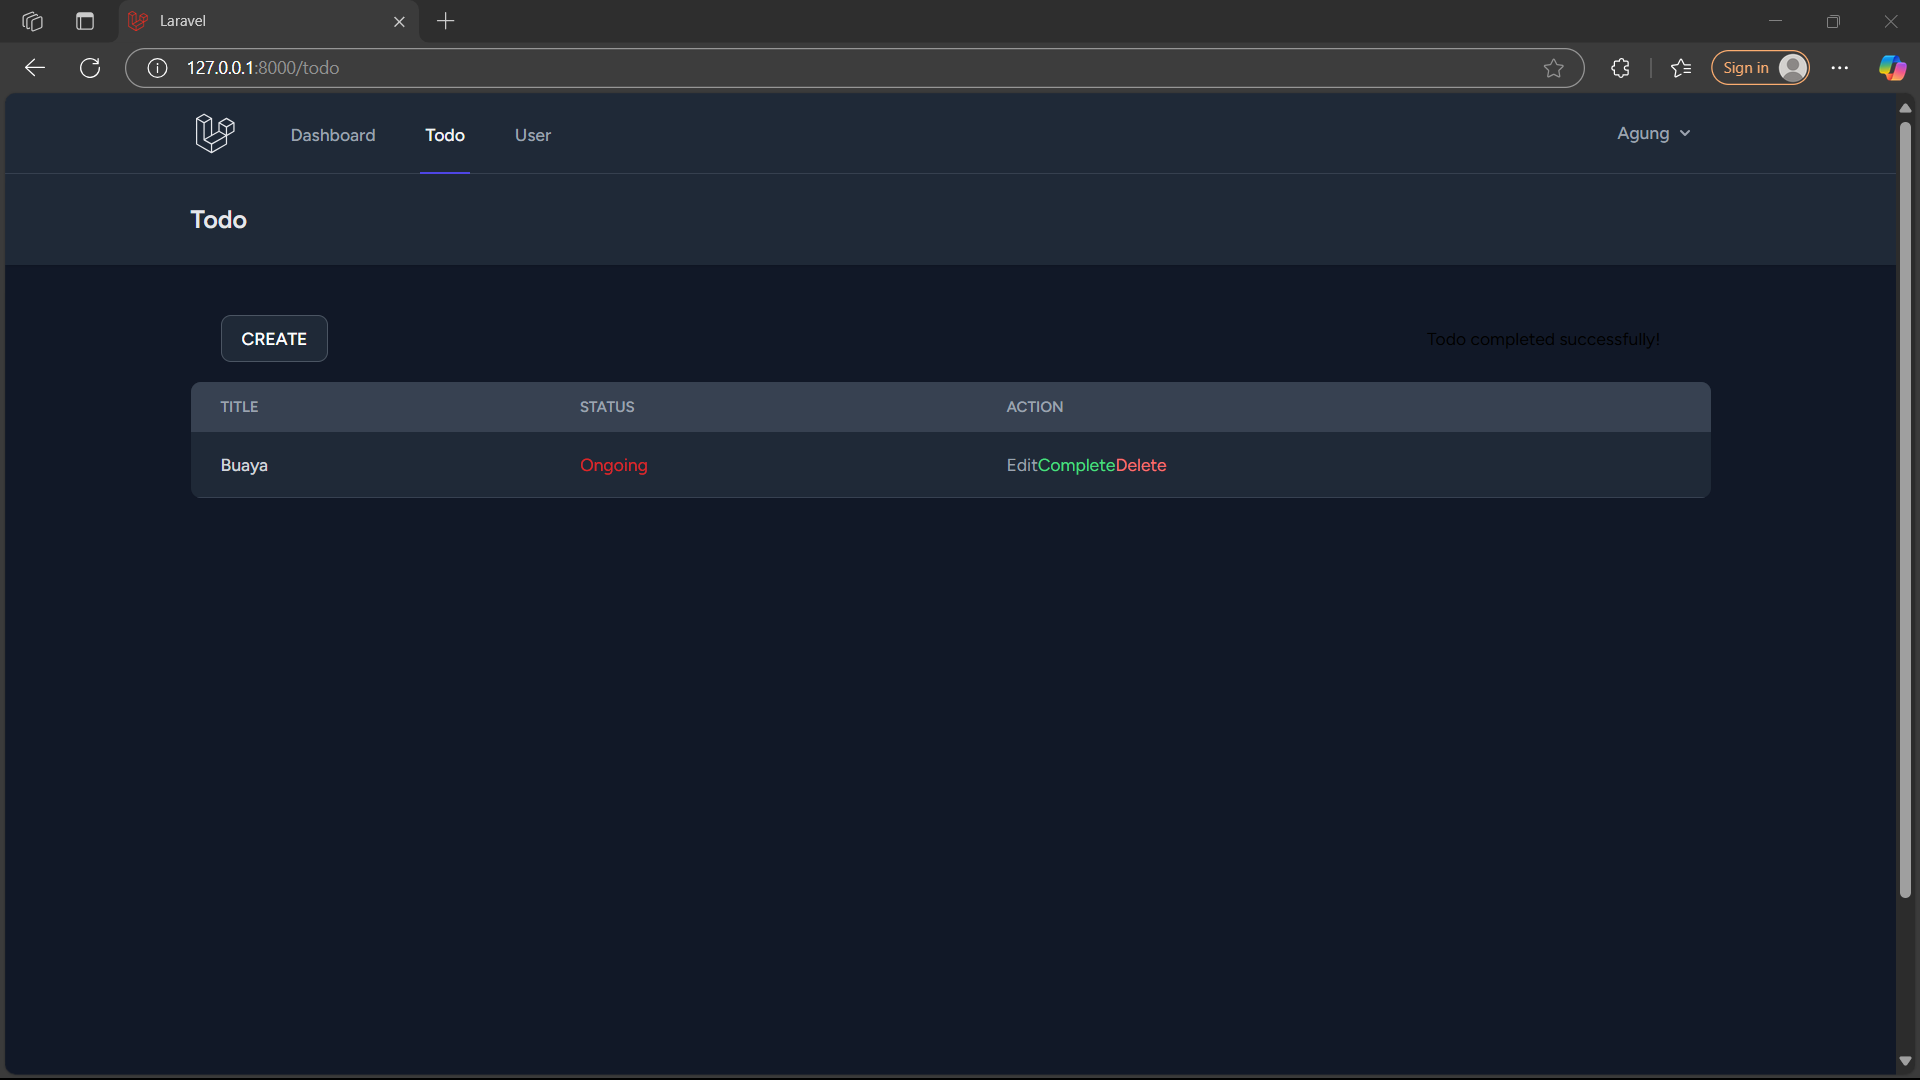 Laravel
127.0.0.1:8000/todo
Sign in
Dashboard Todo User Agung
Todo
CREATE Todo completed successfully!
TITLE STATUS ACTION
Buaya Ongoing EditCompleteDelete